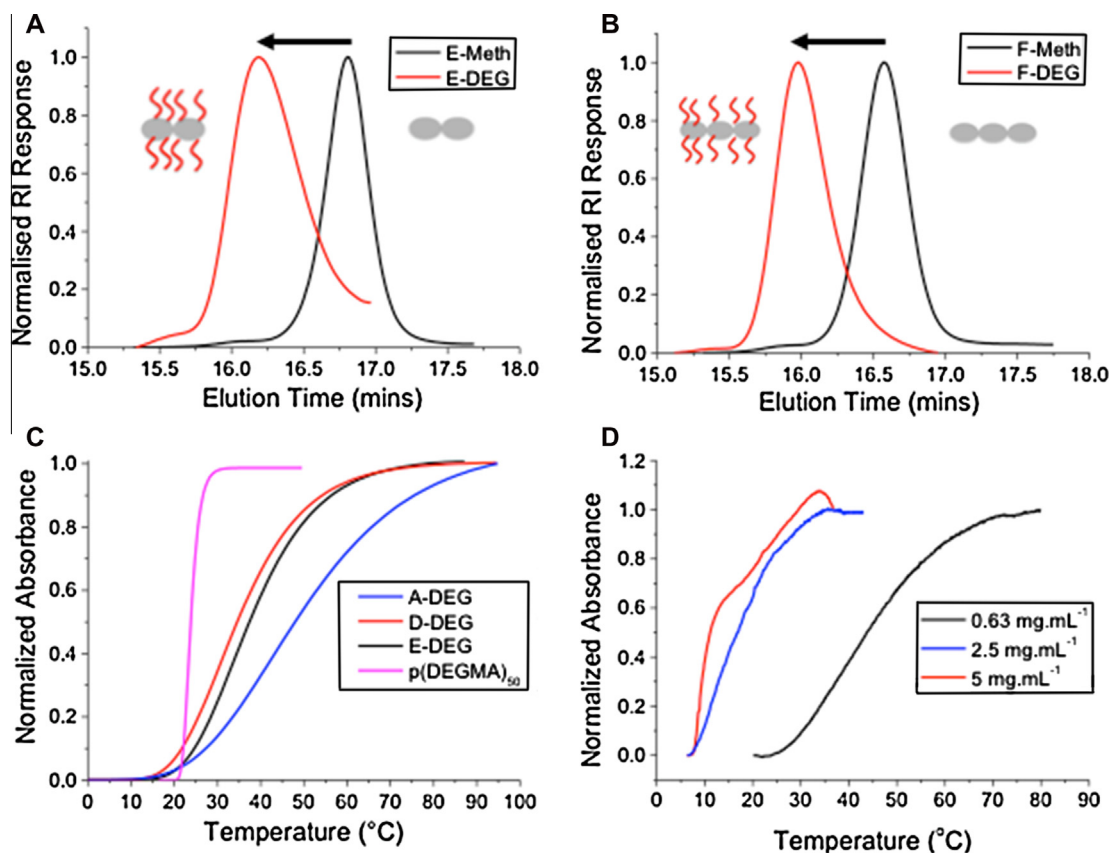 A
E-Meth
E-DEG
Normalised RI Response
1.0
0.8
0.6
0.4
0.2
0.0
15.0 15.5 16.0 16.5 17.0 17.5 18.0
Elution Time (mins)
B
F-Meth
F-DEG
Normalised RI Response
1.0
0.8
0.6
0.4
0.2
0.0
15.0 15.5 16.0 16.5 17.0 17.5 18.0
Elution Time (mins)
C
Normalized Absorbance
1.0
0.8
0.6
0.4
0.2
0.0
A-DEG
D-DEG
E-DEG
p(DEGMA)₅₀
0 10 20 30 40 50 60 70 80 90 100
Temperature (°C)
D
Normalized Absorbance
1.2
1.0
0.8
0.6
0.4
0.2
0.0
0.63 mg.mL⁻¹
2.5 mg.mL⁻¹
5 mg.mL⁻¹
0 10 20 30 40 50 60 70 80 90
Temperature (°C)